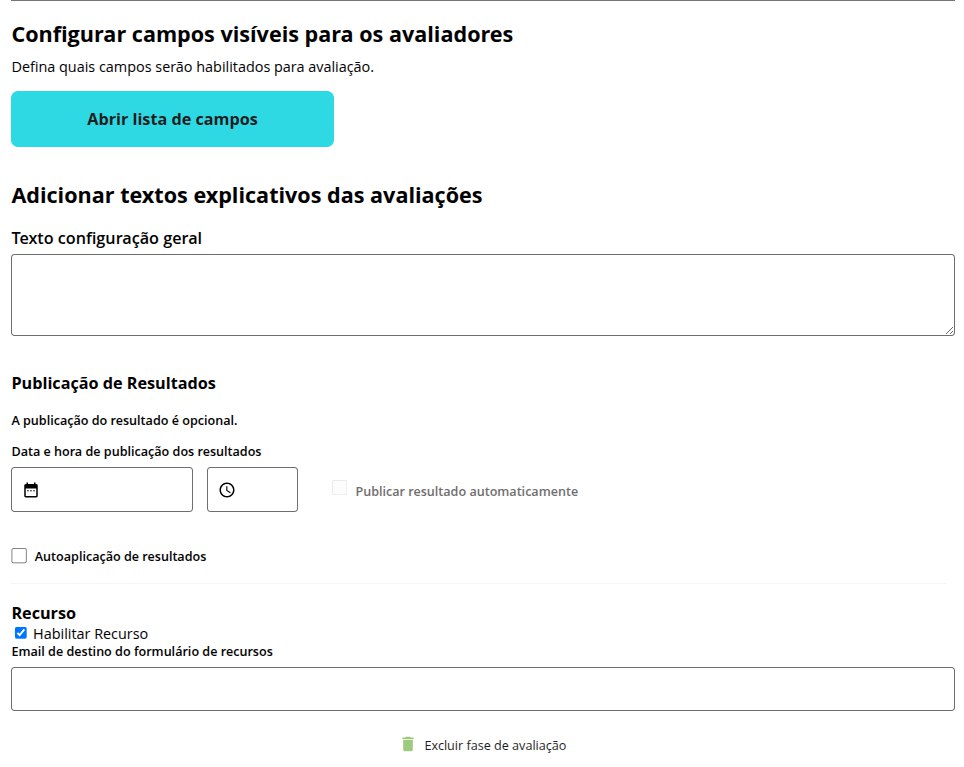 Configurar campos visíveis para os avaliadores
Defina quais campos serão habilitados para avaliação.
Abrir lista de campos
Adicionar textos explicativos das avaliações
Texto configuração geral
Publicação de Resultados
A publicação do resultado é opcional.
Data e hora de publicação dos resultados
Publicar resultado automaticamente
Autoaplicação de resultados
Recurso
Habilitar Recurso
Email de destino do formulário de recursos
Excluir fase de avaliação